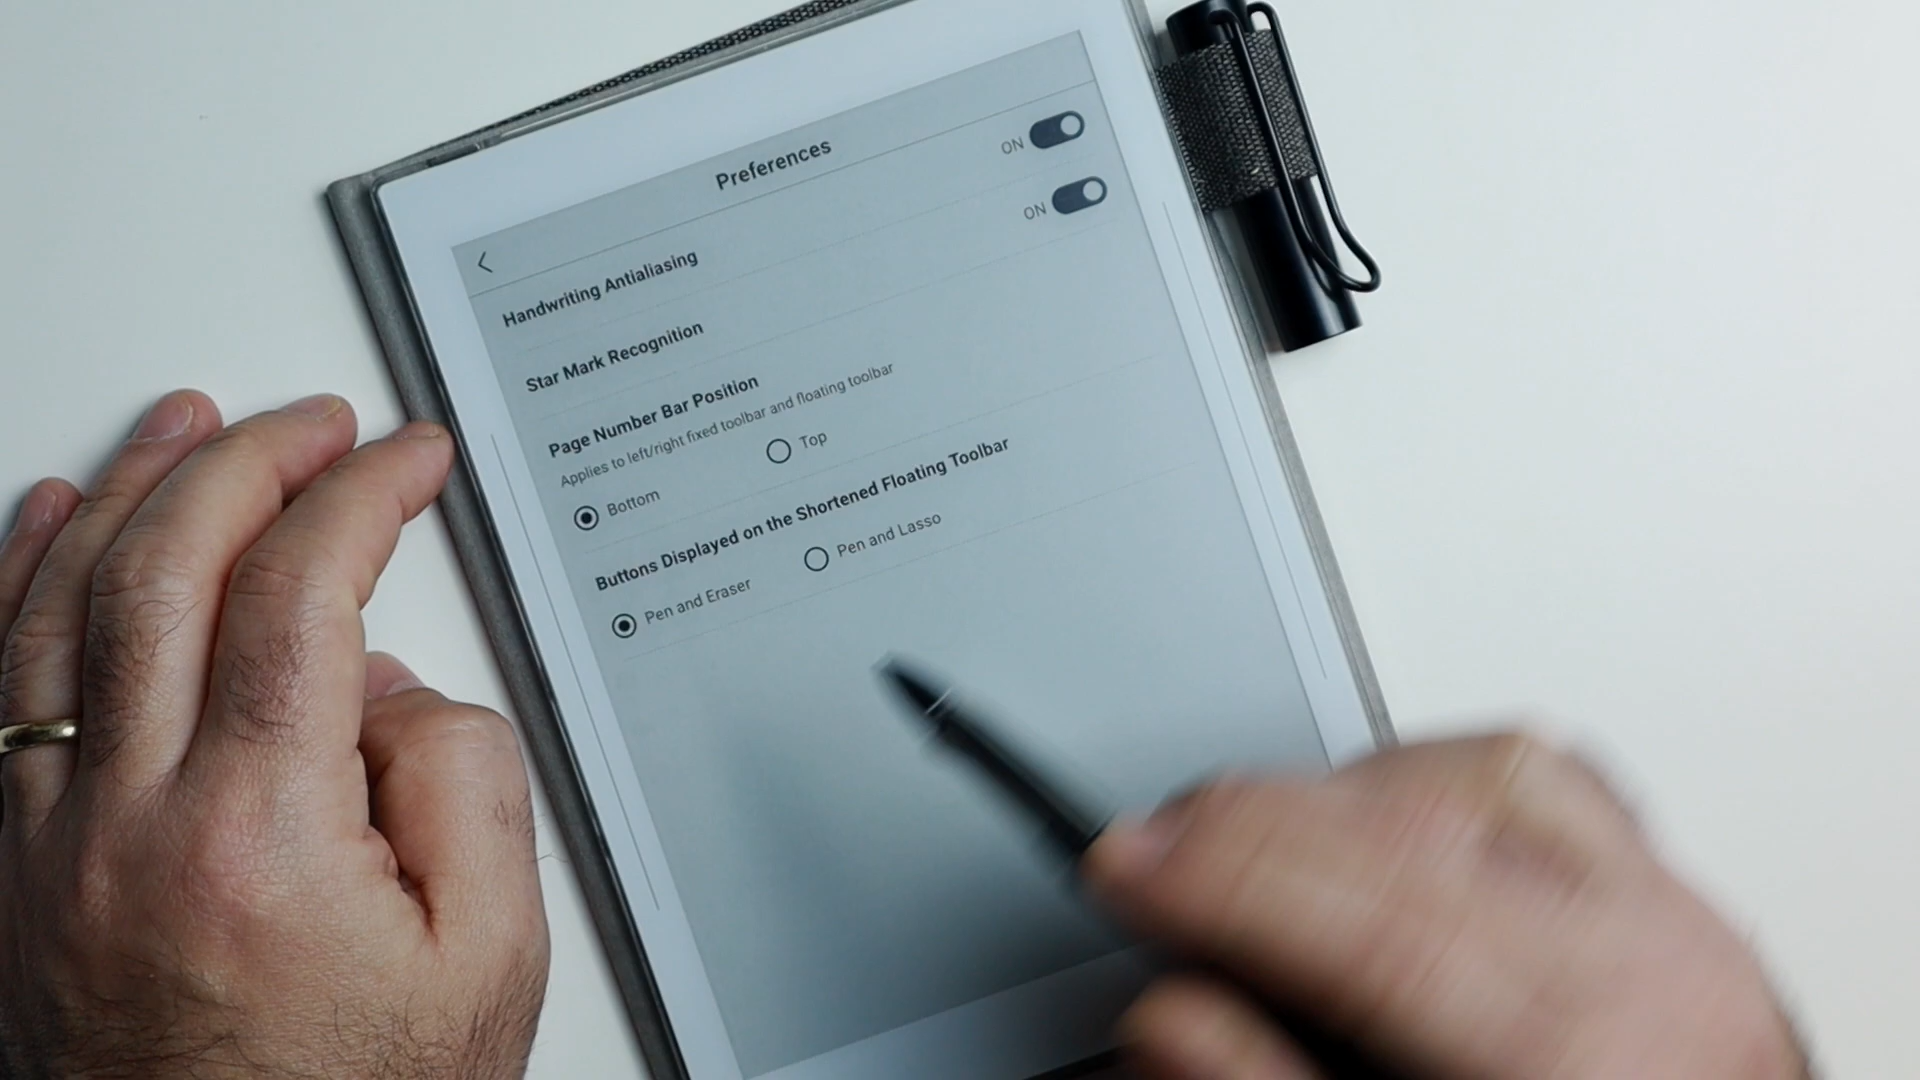 Preferences
Handwriting Antialiasing ON
Star Mark Recognition ON
Page Number Bar Position
Applies to left/right fixed toolbar and floating toolbar
Bottom Top
Buttons Displayed on the Shortened Floating Toolbar
Pen and Eraser Pen and Lasso